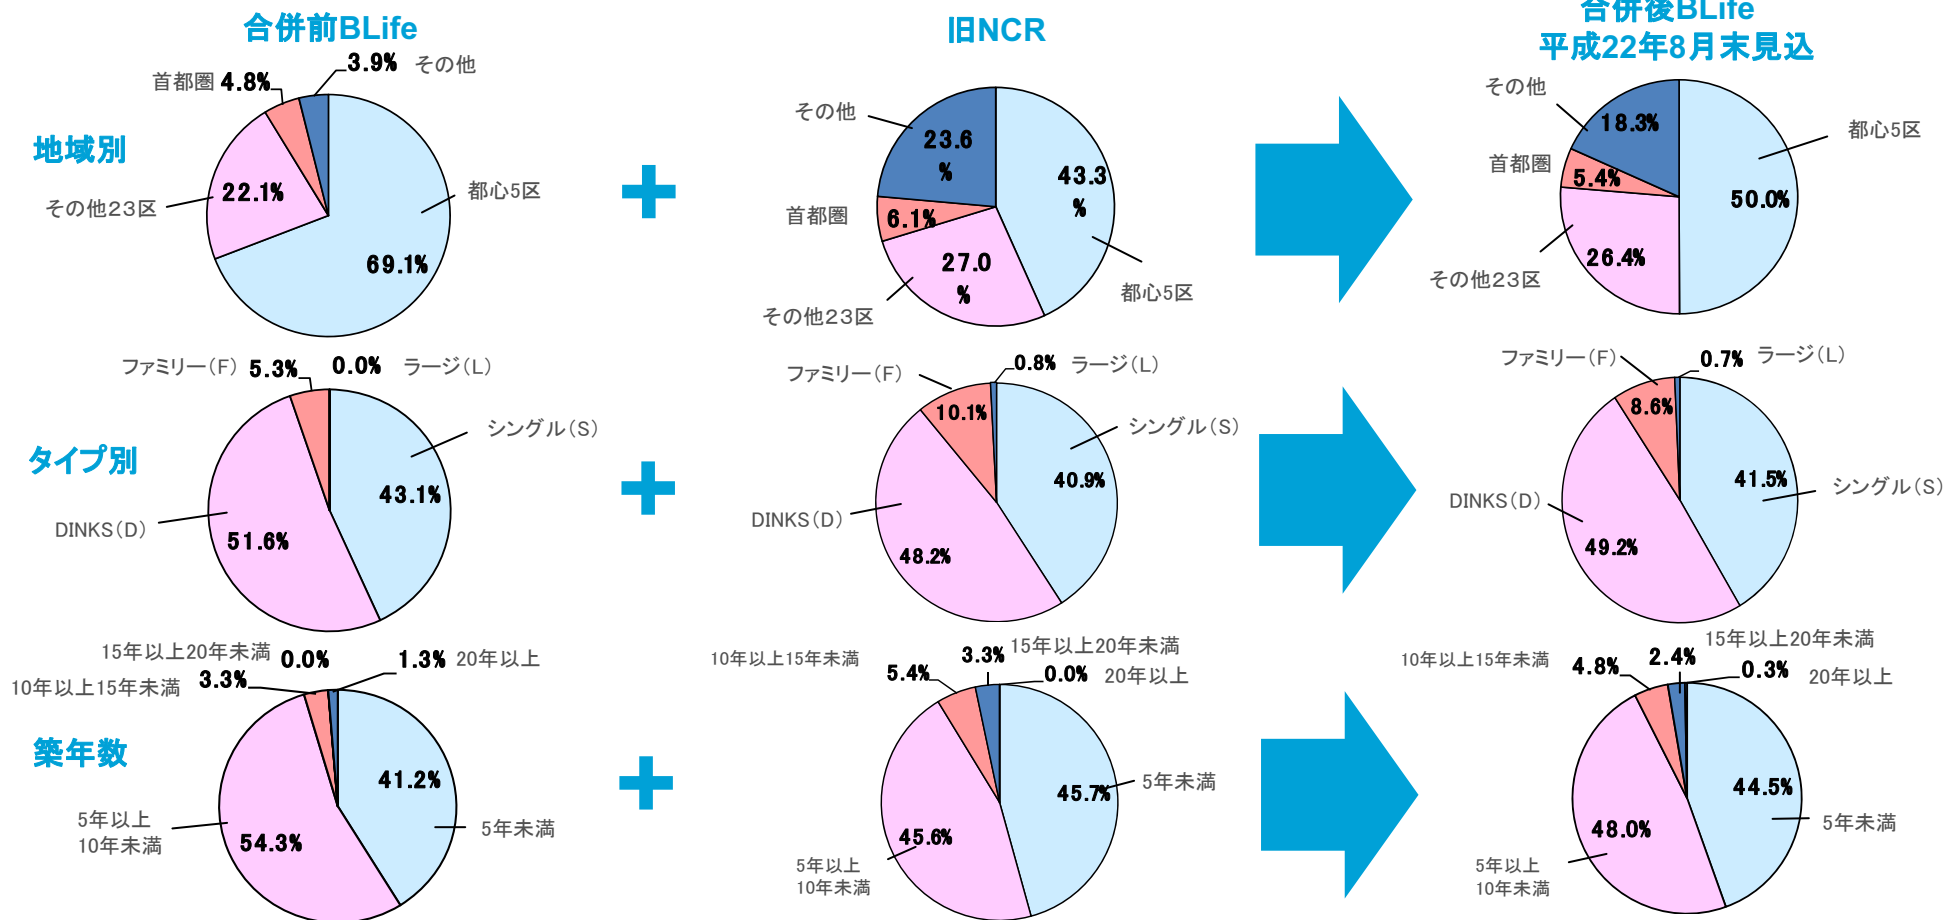 合併前BLife
旧NCR
合併後BLife
平成22年8月末見込
地域別
首都圏 4.8%
3.9% その他
22.1%
その他23区
都心5区
69.1%
その他
23.6
%
43.3
%
首都圏
6.1%
27.0
%
その他23区
都心5区
その他
18.3%
都心5区
首都圏
5.4%
50.0%
26.4%
その他23区
タイプ別
ファミリー(F) 5.3%
0.0% ラージ(L)
シングル(S)
43.1%
DINKS(D)
51.6%
ファミリー(F)
0.8% ラージ(L)
10.1%
シングル(S)
40.9%
DINKS(D)
48.2%
ファミリー(F)
0.7% ラージ(L)
8.6%
41.5%
シングル(S)
DINKS(D)
49.2%
築年数
15年以上20年未満 0.0%
1.3% 20年以上
10年以上15年未満 3.3%
41.2%
5年以上
10年未満
54.3%
5年未満
10年以上15年未満
5.4%
3.3%
15年以上20年未満
0.0% 20年以上
45.7%
5年未満
45.6%
5年以上
10年未満
10年以上15年未満
4.8%
2.4%
15年以上20年未満
0.3% 20年以上
44.5%
5年未満
48.0%
5年以上
10年未満